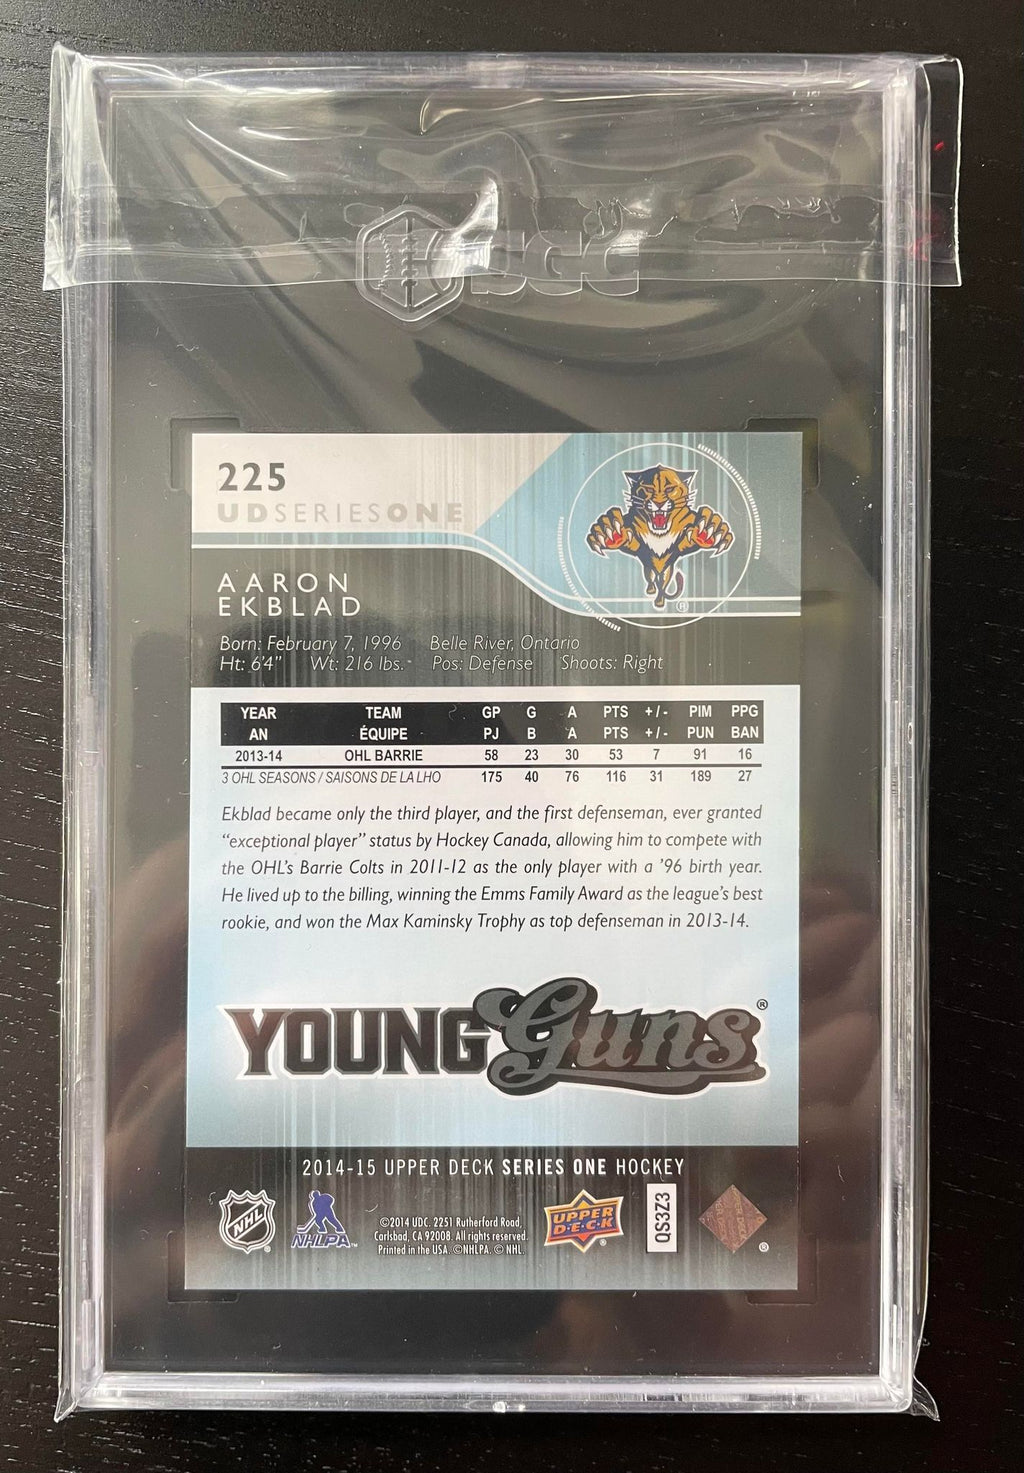 SGC
225
UD SERIES ONE
AARON
EKBLAD
Born: February 7, 1996 Belle River, Ontario
Ht: 6'4" Wt: 216 lbs. Pos: Defense Shoots: Right
YEAR TEAM GP G A PTS +/- PIM PPG
AN ÉQUIPE PJ B A PTS +/- PUN BAN
2013-14 OHL BARRIE 58 23 30 53 7 91 16
3 OHL SEASONS / SAISONS DE LA LHO 175 40 76 116 31 189 27
Ekblad became only the third player, and the first defenseman, ever granted
"exceptional player" status by Hockey Canada, allowing him to compete with
the OHL's Barrie Colts in 2011-12 as the only player with a '96 birth year.
He lived up to the billing, winning the Emms Family Award as the league's best
rookie, and won the Max Kaminsky Trophy as top defenseman in 2013-14.
YOUNG Guns®
2014-15 UPPER DECK SERIES ONE HOCKEY
NHL ®
NHLPA™
©2014 UDC. 2251 Rutherford Road,
Carlsbad, CA 92008. All rights reserved.
Printed in the USA. ©NHLPA. © NHL.
UPPER
DECK ®
QS3Z3
®